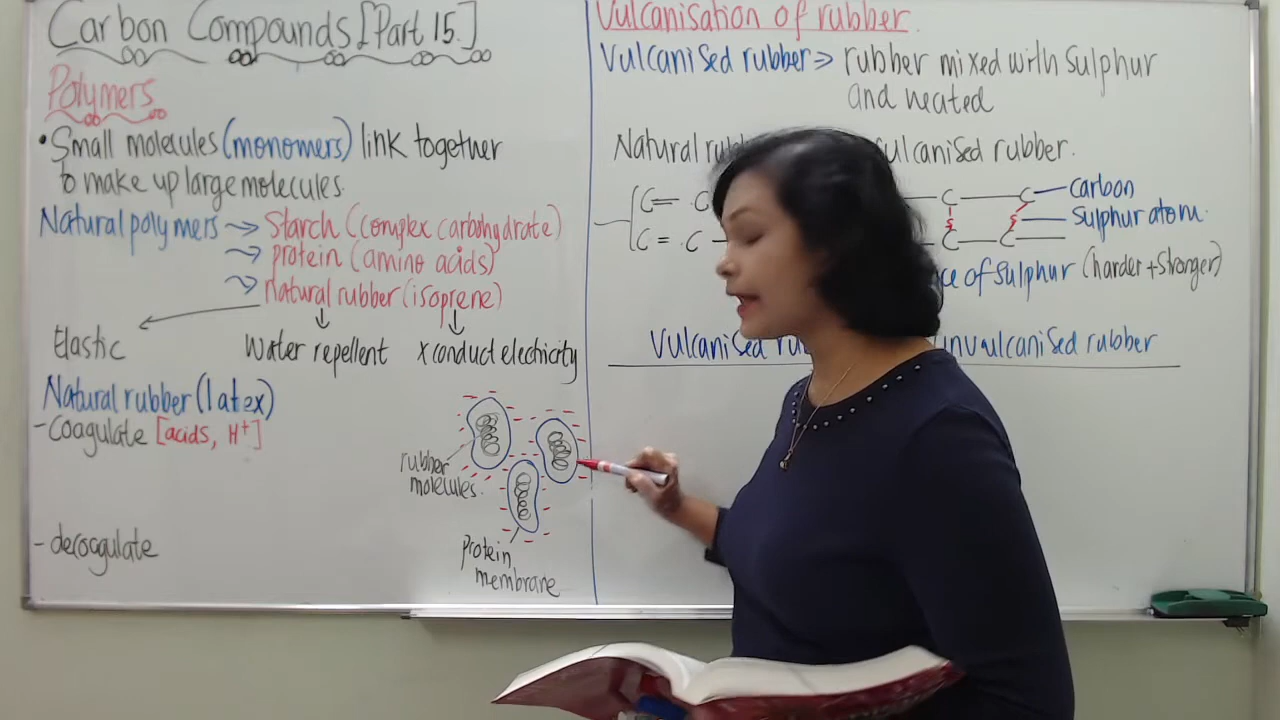 Carbon Compounds [Part 15.]
Polymers
• Small molecules (monomers) link together
to make up large molecules.
Natural polymers → Starch (complex carbohydrate)
→ protein (amino acids)
→ natural rubber (isoprene)
Elastic
Water repellent
x conduct electricity
Natural rubber (latex)
- Coagulate [acids, H+]
rubber
molecules.
- decoagulate
Protein
membrane
Vulcanisation of rubber.
Vulcanised rubber => rubber mixed with Sulphur
and heated
Natural rubb
ulcanised rubber.
C= C
C C carbon
Sulphur atom.
C = C
C C
ce of Sulphur (harder + stronger)
Vulcanised ru
unvulcanised rubber